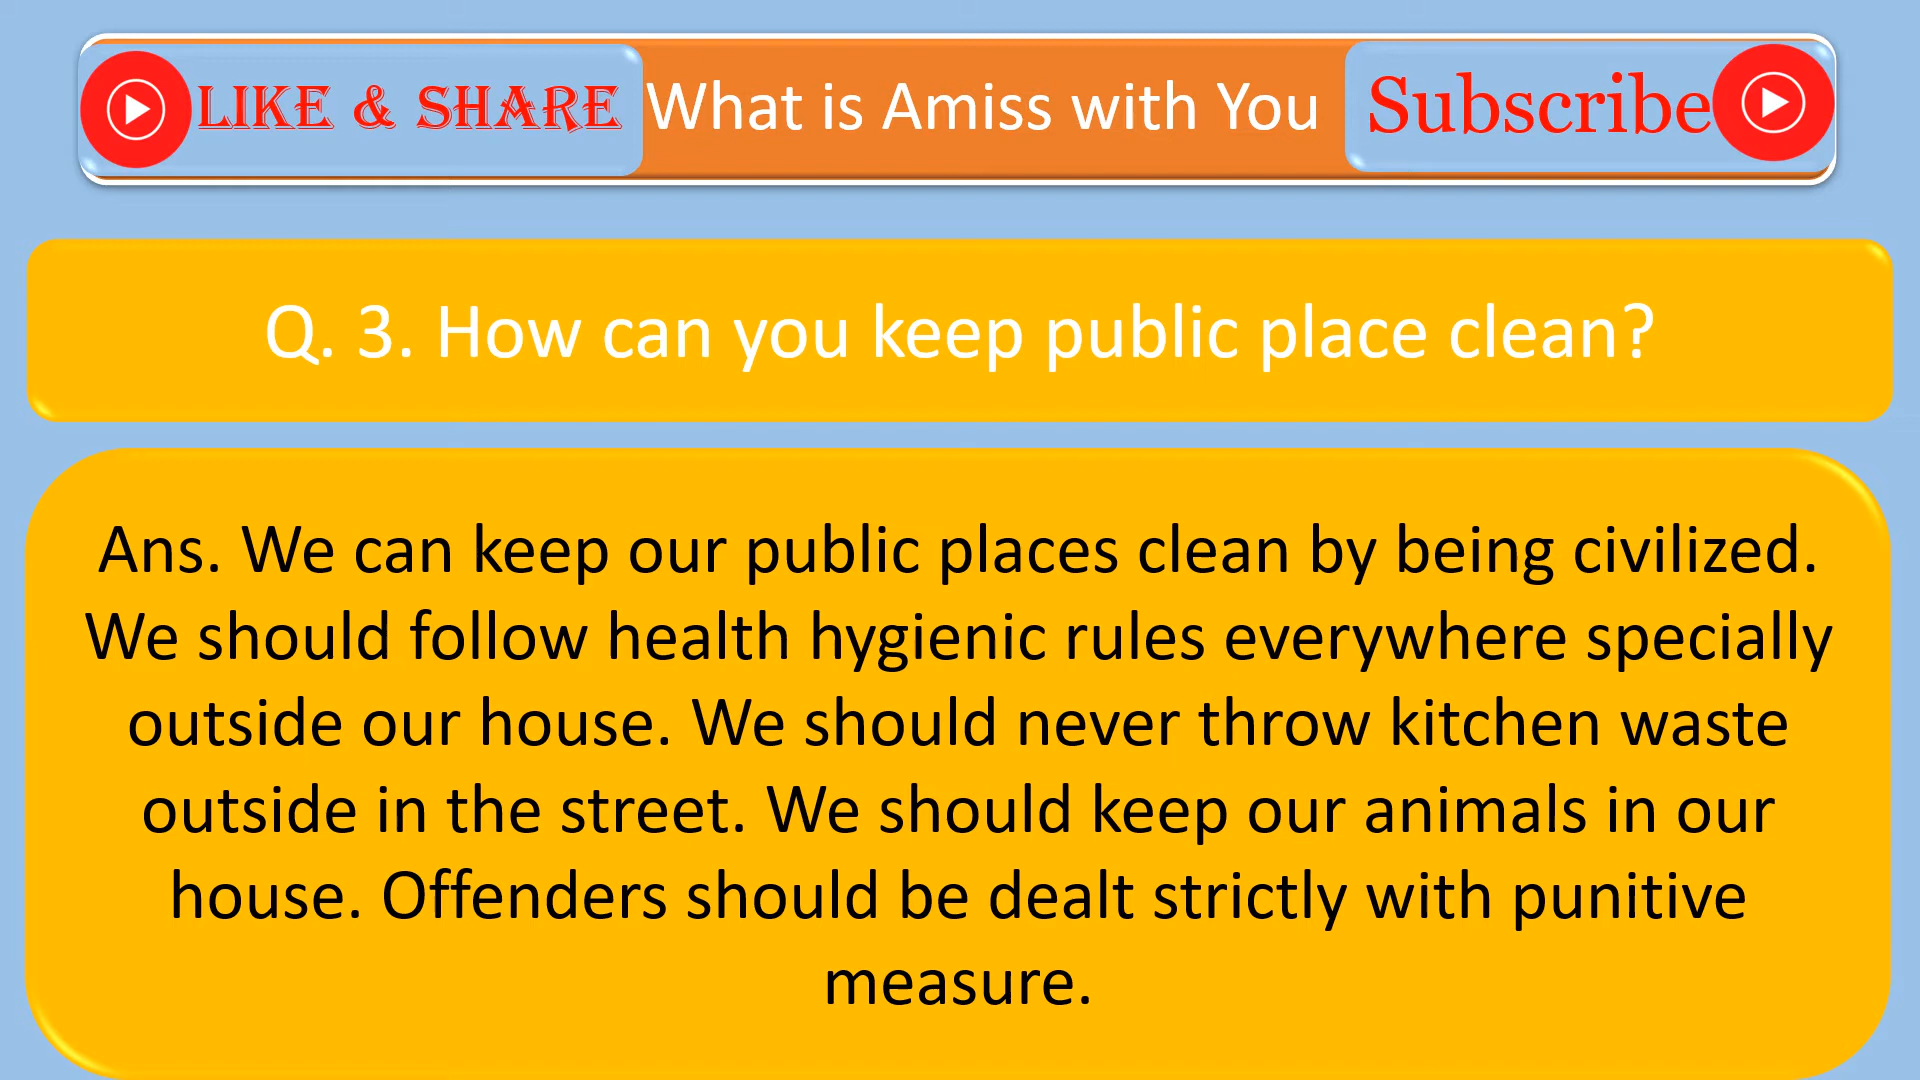 LIKE & SHARE What is Amiss with You Subscribe
Q. 3. How can you keep public place clean?
Ans. We can keep our public places clean by being civilized.
We should follow health hygienic rules everywhere specially
outside our house. We should never throw kitchen waste
outside in the street. We should keep our animals in our
house. Offenders should be dealt strictly with punitive
measure.